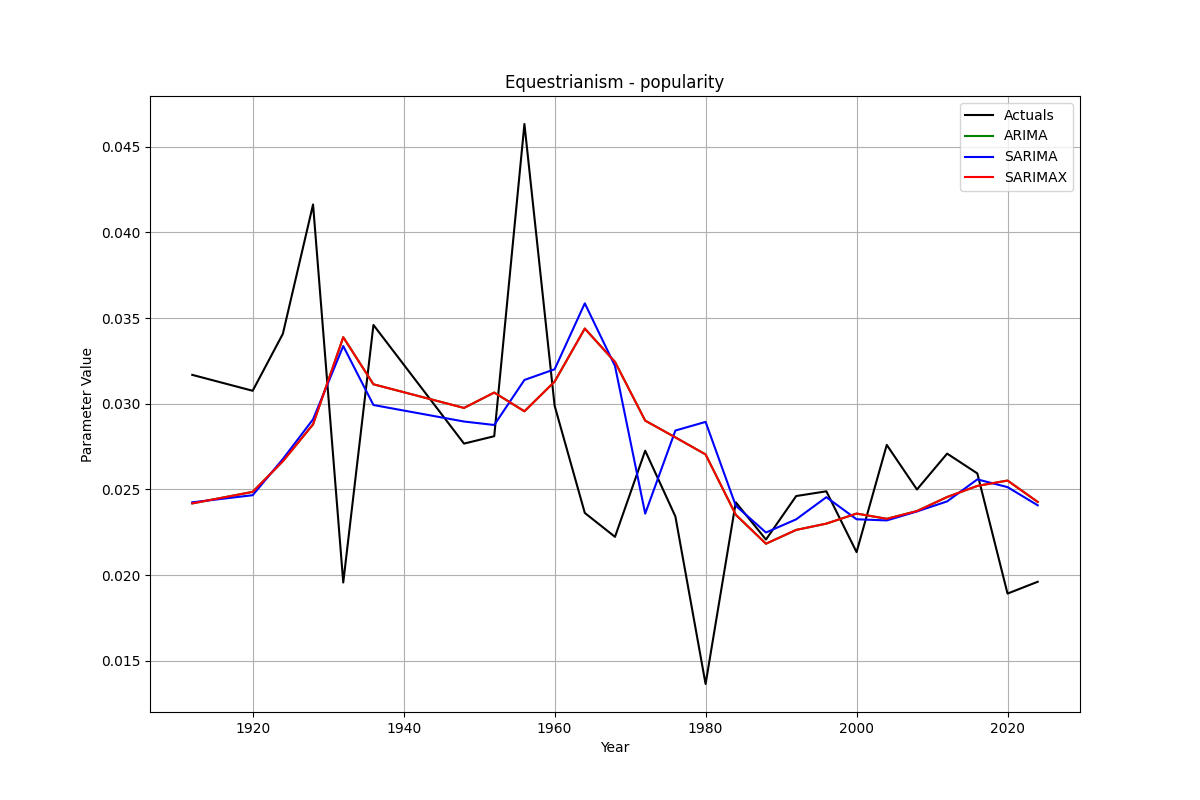 Equestrianism - popularity
Actuals
ARIMA
SARIMA
SARIMAX
0.045
0.040
0.035
0.030
0.025
0.020
0.015
Parameter Value
1920
1940
1960
1980
2000
2020
Year